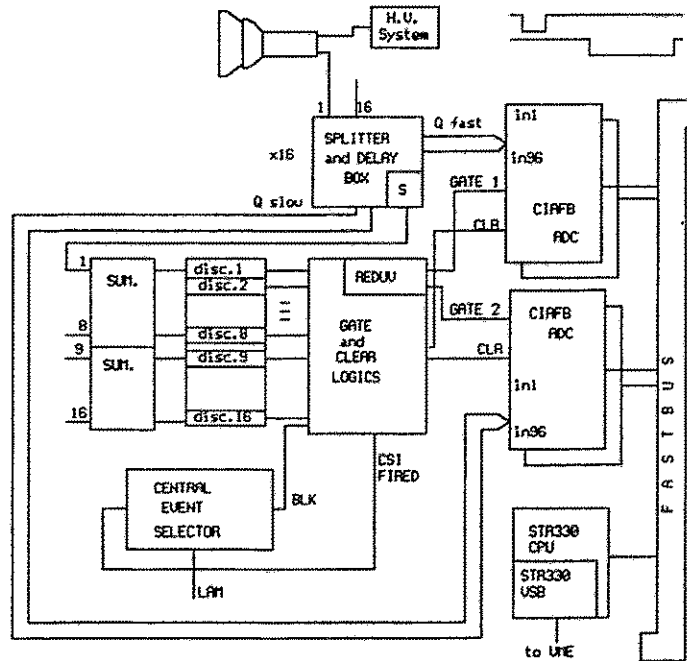 H.V.
System
1
16
Q fast
x16
SPLITTER
and DELAY
BOX
S
Q slow
in1
in96
CIAFB
ADC
GATE 1
CLR
1
SUM.
8
9
SUM.
16
disc.1
disc.2
disc.8
disc.9
disc.16
REDUV
GATE
and
CLEAR
LOGICS
GATE 2
CLR
CIAFB
ADC
in1
in96
CSI
FIRED
BLK
CENTRAL
EVENT
SELECTOR
LAM
STR330
CPU
STR330
VSB
to VME
FASTBUS